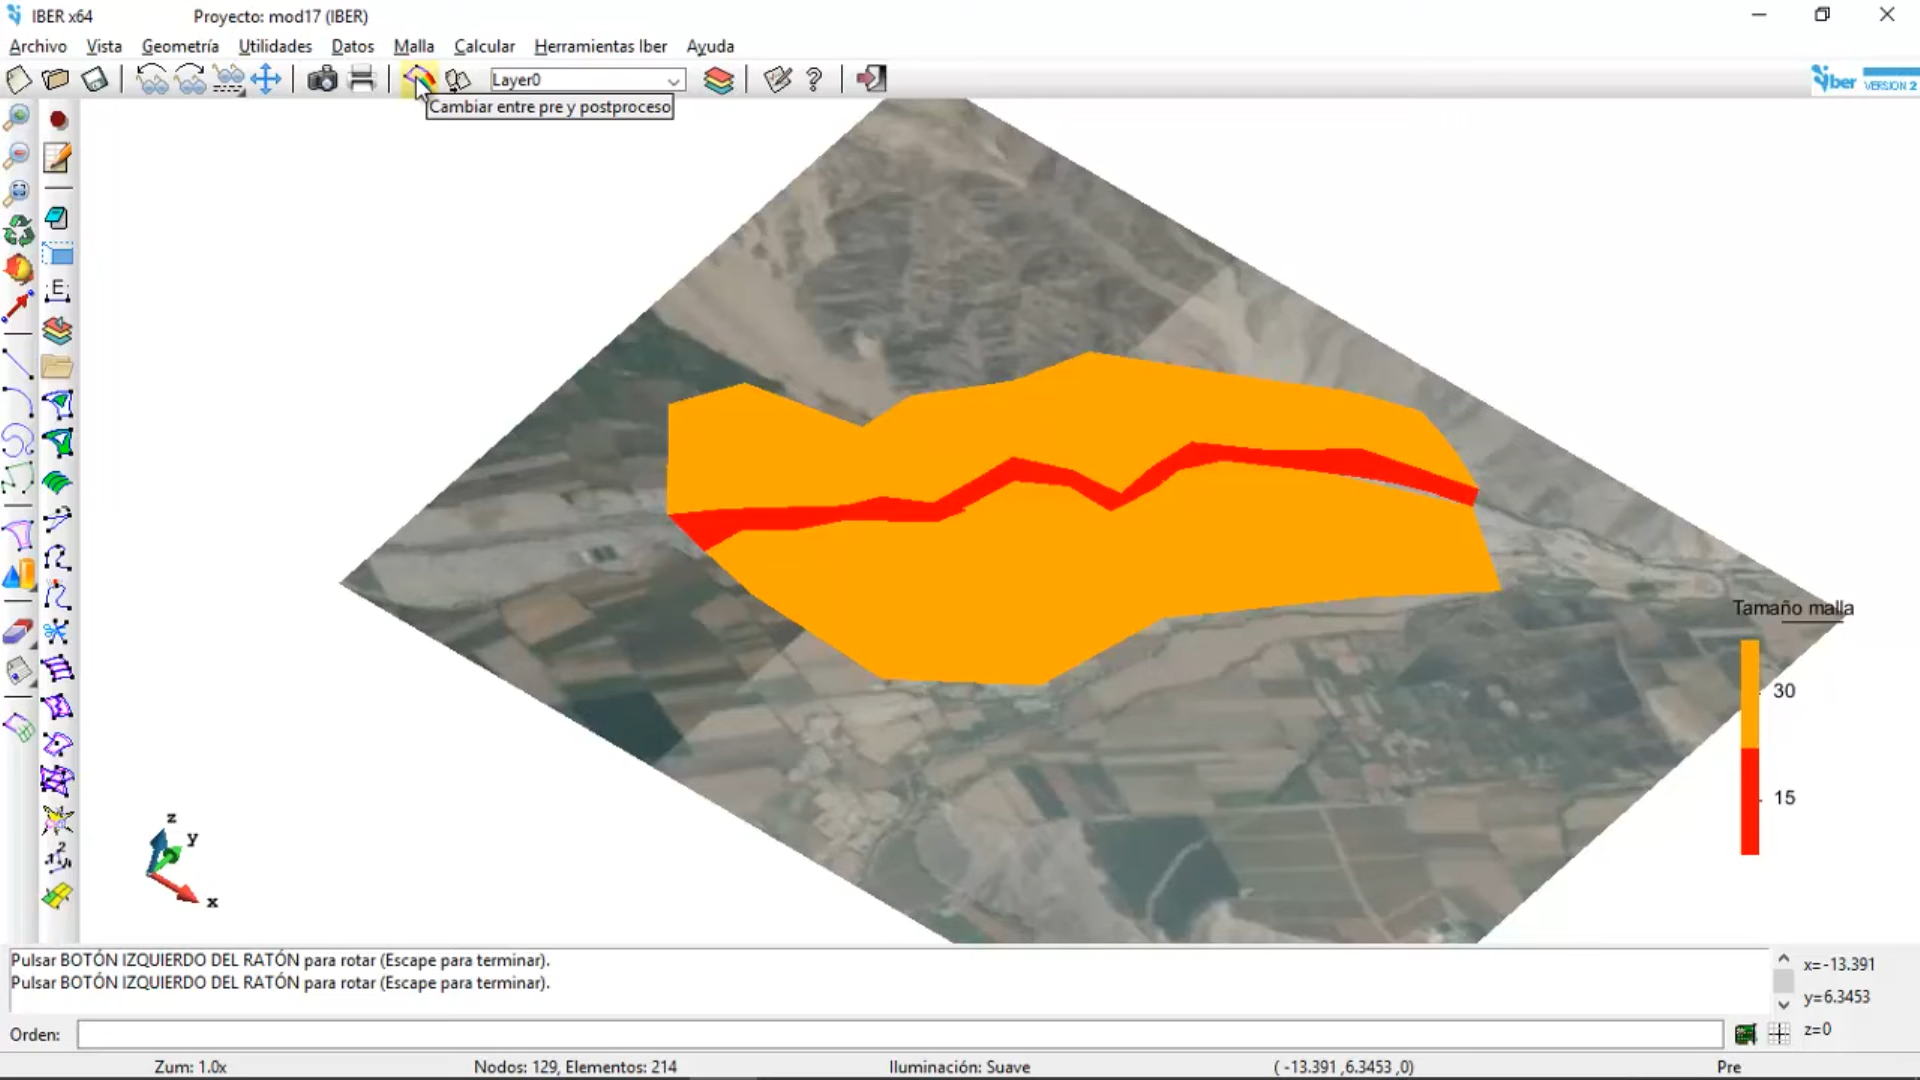 IBER x64
Proyecto: mod17 (IBER)
Archivo Vista Geometría Utilidades Datos Malla Calcular Herramientas Iber Ayuda
Layer0
iber VERSION 2
Cambiar entre pre y postproceso
E
Tamaño malla
30
15
z
y
x
Pulsar BOTÓN IZQUIERDO DEL RATÓN para rotar (Escape para terminar).
Pulsar BOTÓN IZQUIERDO DEL RATÓN para rotar (Escape para terminar).
x=-13.391
y=6.3453
z=0
Orden:
Zum: 1.0x
Nodos: 129, Elementos: 214
Iluminación: Suave
( -13.391 ,6.3453 ,0)
Pre